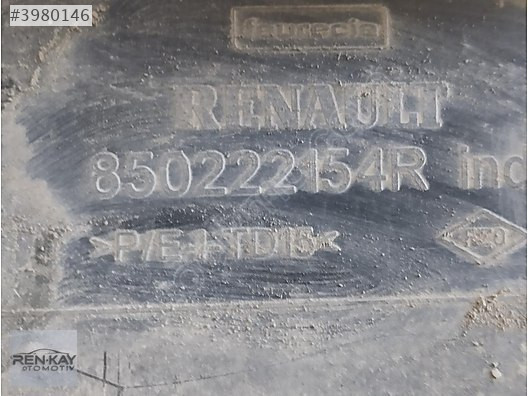 #3980146
faurecia
RENAULT
850222154R
>P/E-TD15<
REN-KAY
OTOMOTİV